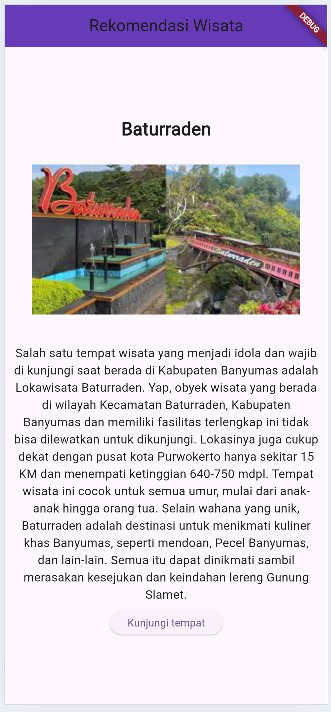 Rekomendasi Wisata
DEBUG
Baturraden
Baturraden
Baturraden
Salah satu tempat wisata yang menjadi idola dan wajib
di kunjungi saat berada di Kabupaten Banyumas adalah
Lokawisata Baturraden. Yap, obyek wisata yang berada
di wilayah Kecamatan Baturraden, Kabupaten
Banyumas dan memiliki fasilitas terlengkap ini tidak
bisa dilewatkan untuk dikunjungi. Lokasinya juga cukup
dekat dengan pusat kota Purwokerto hanya sekitar 15
KM dan menempati ketinggian 640-750 mdpl. Tempat
wisata ini cocok untuk semua umur, mulai dari anak-
anak hingga orang tua. Selain wahana yang unik,
Baturraden adalah destinasi untuk menikmati kuliner
khas Banyumas, seperti mendoan, Pecel Banyumas,
dan lain-lain. Semua itu dapat dinikmati sambil
merasakan kesejukan dan keindahan lereng Gunung
Slamet.
Kunjungi tempat